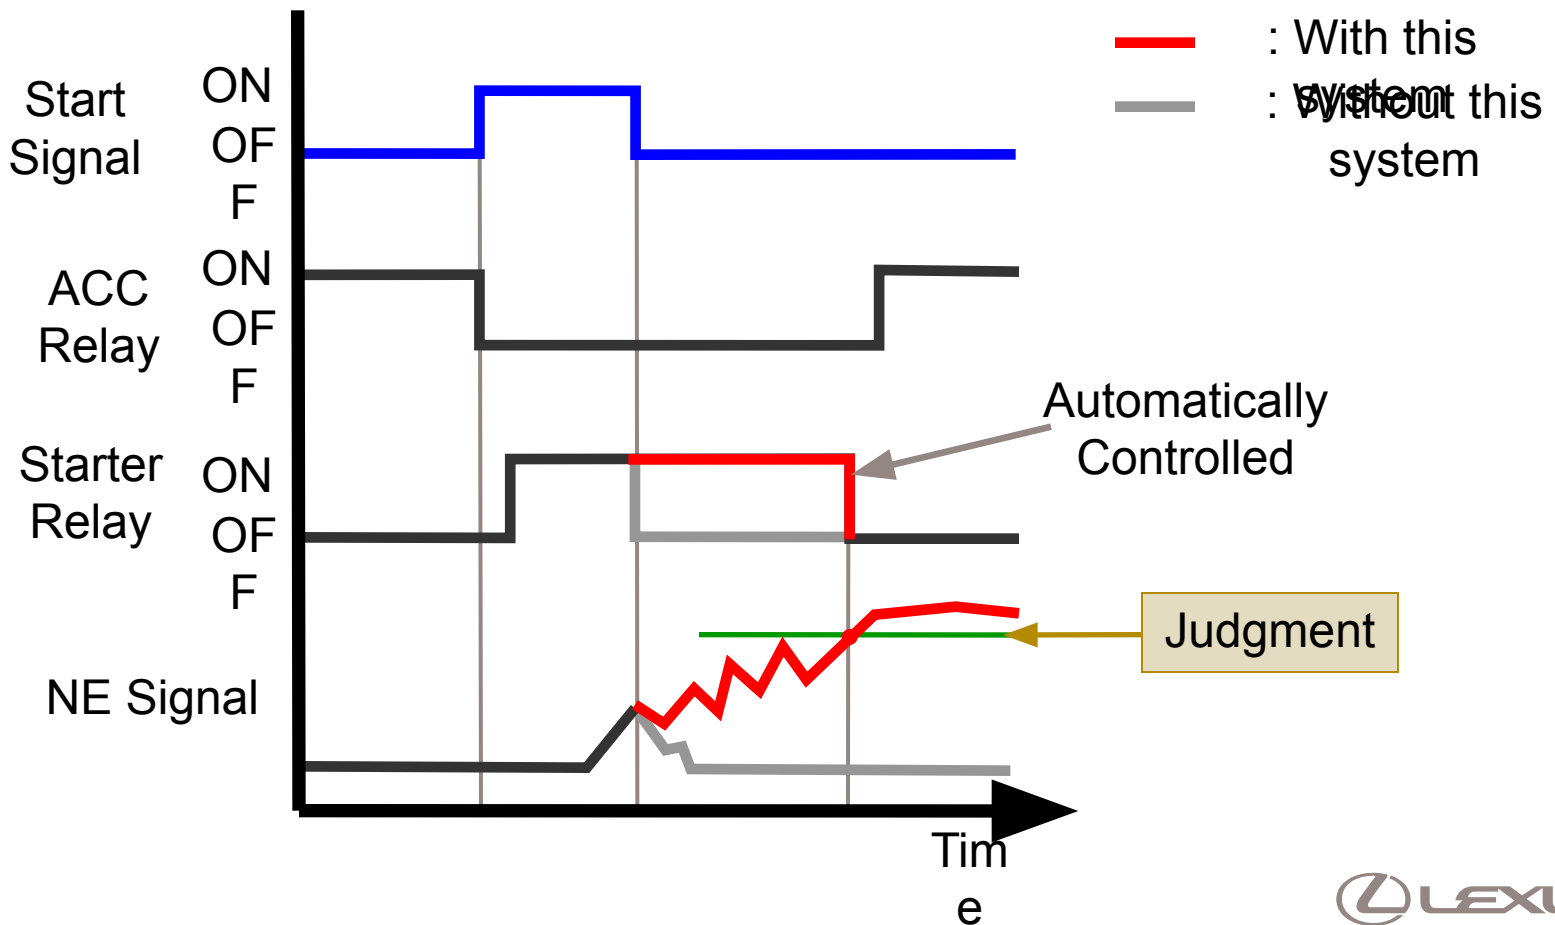 : With this
system
: Without this
system
Start
Signal
ON
OF
F
ACC
Relay
ON
OF
F
Automatically
Controlled
Starter
Relay
ON
OF
F
Judgment
NE Signal
Tim
e
LEXU